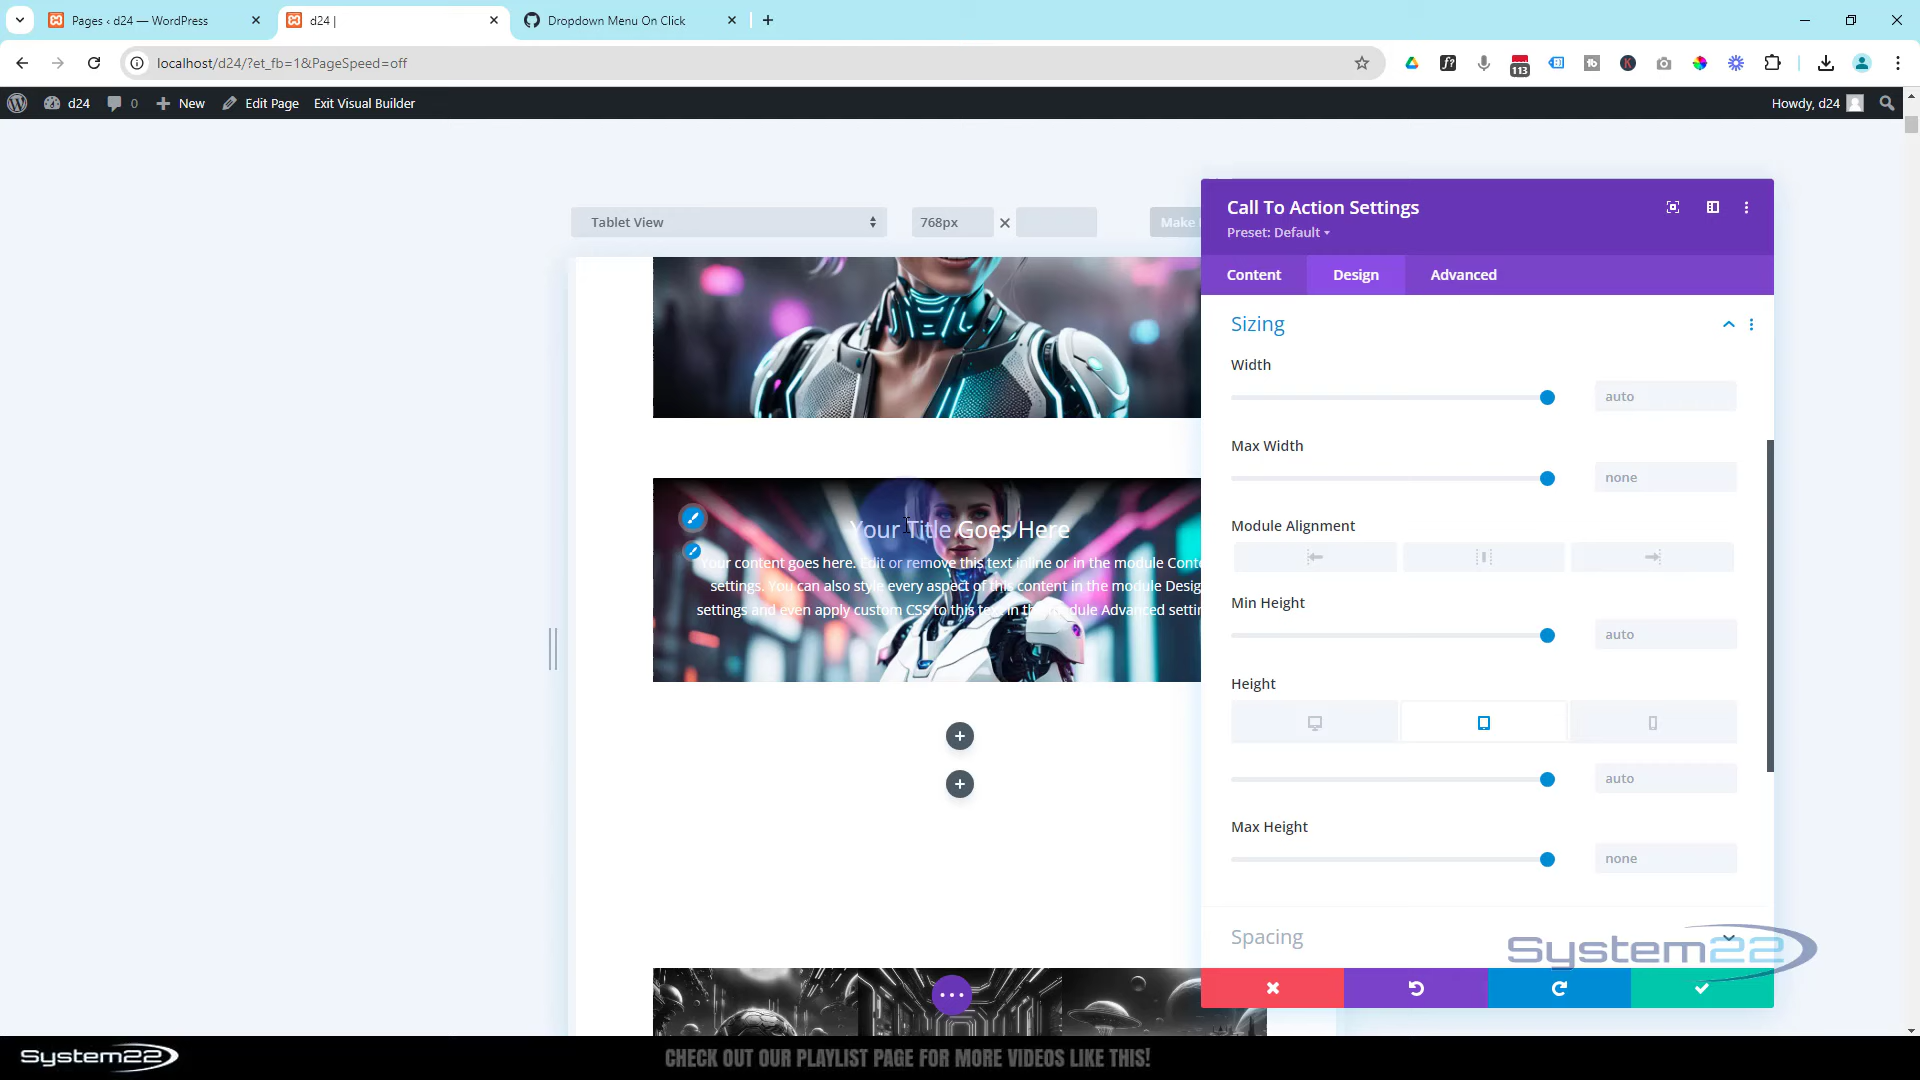 Pages ‹ d24 — WordPress
d24 |
Dropdown Menu On Click
localhost/d24/?et_fb=1&PageSpeed=off
113
d24
0
New
Edit Page
Exit Visual Builder
Howdy, d24
Tablet View
768px
Make
Call To Action Settings
Preset: Default
Content
Design
Advanced
Sizing
Width
auto
Max Width
none
Module Alignment
Min Height
auto
Height
auto
Max Height
none
Spacing
Your Title Goes Here
Your content goes here. Edit or remove this text inline or in the module Conte
settings. You can also style every aspect of this content in the module Desig
settings and even apply custom CSS to this text in the module Advanced settin
System22
System22
CHECK OUT OUR PLAYLIST PAGE FOR MORE VIDEOS LIKE THIS!